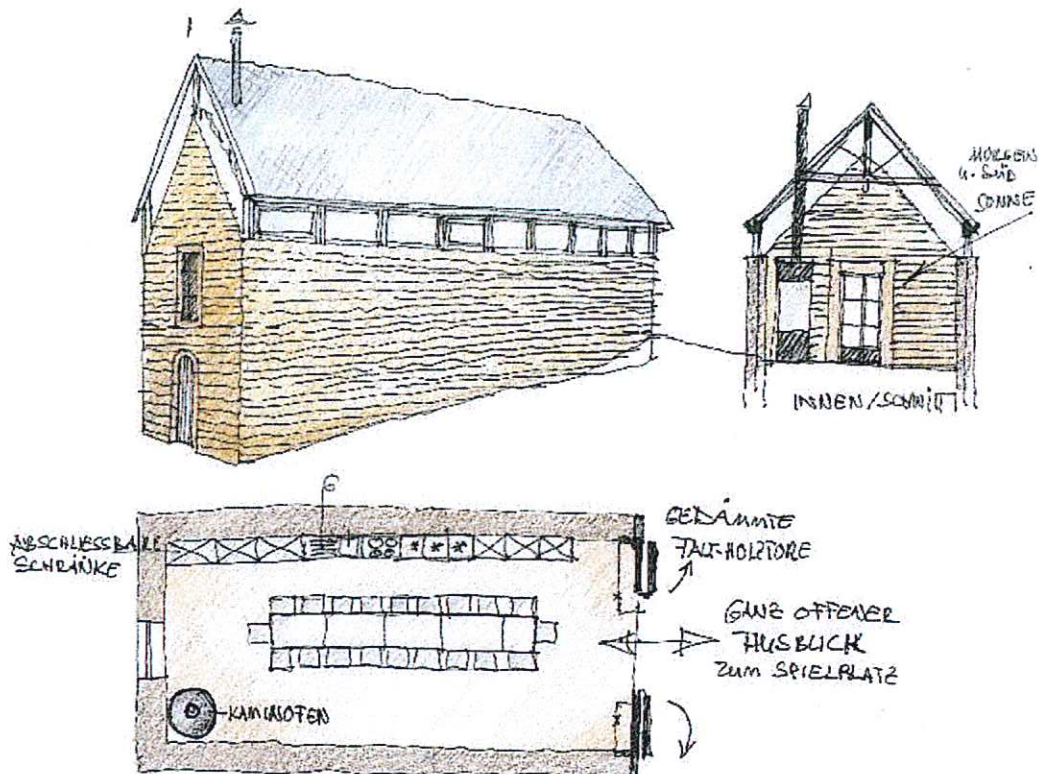 MORGEN
U. SÜD
SONNE
INNEN/SCHNITT
ABSCHLIESSBARE
SCHRÄNKE
GEDÄMMTE
FALT-HOLZTORE
GANZ OFFENER
AUSBLICK
ZUM SPIELPLATZ
KAMINOFEN